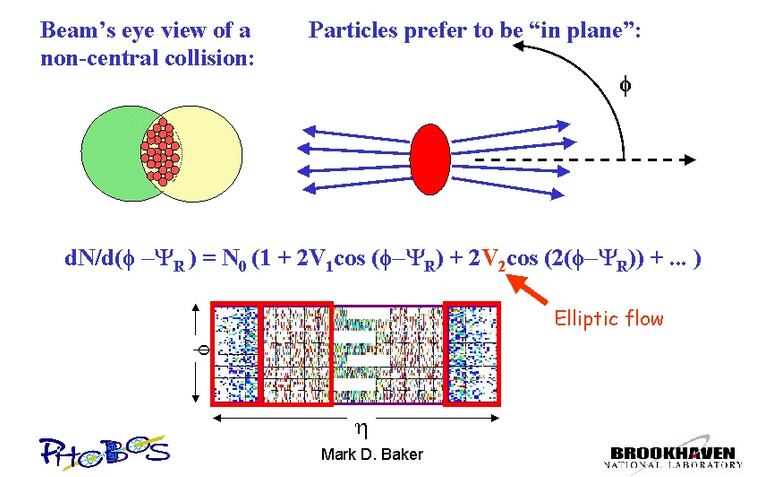 Beam's eye view of a
non-central collision:
Particles prefer to be “in plane”:
ϕ
dN/d(ϕ –Ψ_R ) = N_0 (1 + 2V_1cos (ϕ–Ψ_R) + 2V_2cos (2(ϕ–Ψ_R)) + ... )
Elliptic flow
ϕ
η
PHOBOS
Mark D. Baker
BROOKHAVEN
NATIONAL LABORATORY